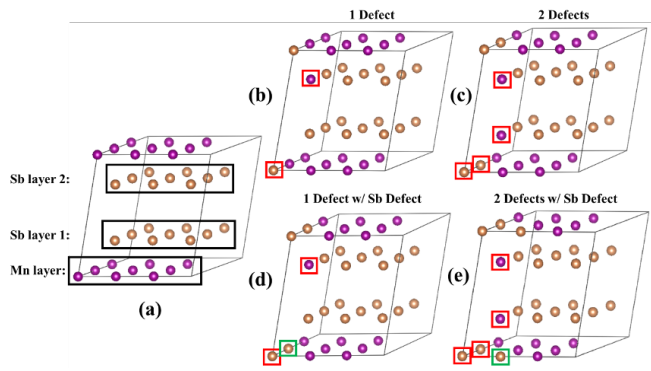 1 Defect
2 Defects
(b)
(c)
Sb layer 2:
Sb layer 1:
Mn layer:
(a)
1 Defect w/ Sb Defect
2 Defects w/ Sb Defect
(d)
(e)